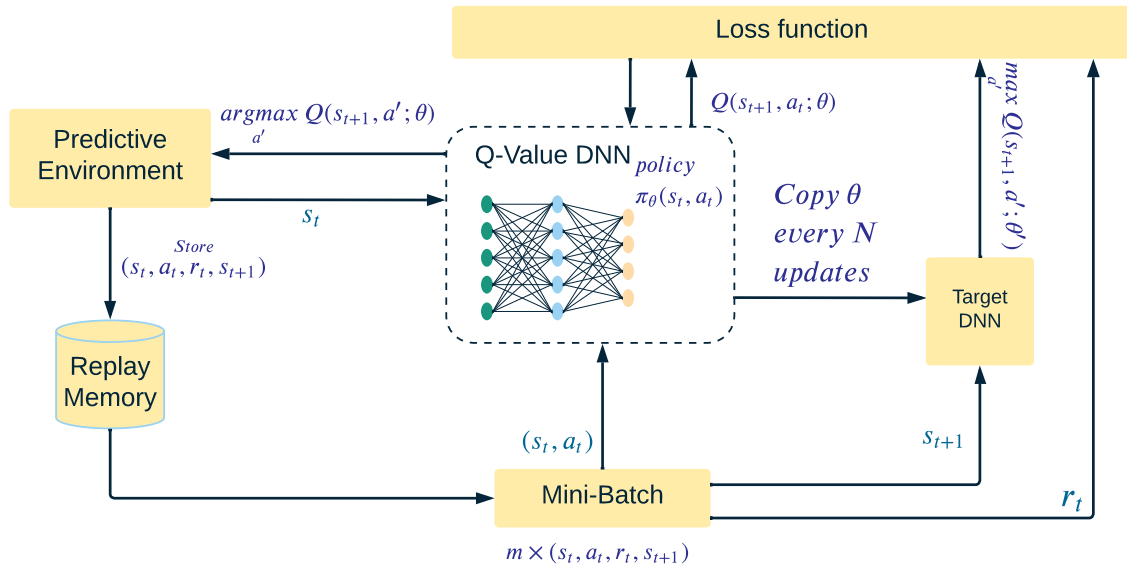 Loss function
argmax Q(s_{t+1}, a′; θ)
a′
Q(s_{t+1}, a_t; θ)
max Q(s_{t+1}, a′; θ′)
a′
Predictive
Environment
Q-Value DNN
policy
π_θ(s_t, a_t)
s_t
Copy θ
every N
updates
Store
(s_t, a_t, r_t, s_{t+1})
Target
DNN
Replay
Memory
(s_t, a_t)
s_{t+1}
r_t
Mini-Batch
m × (s_t, a_t, r_t, s_{t+1})